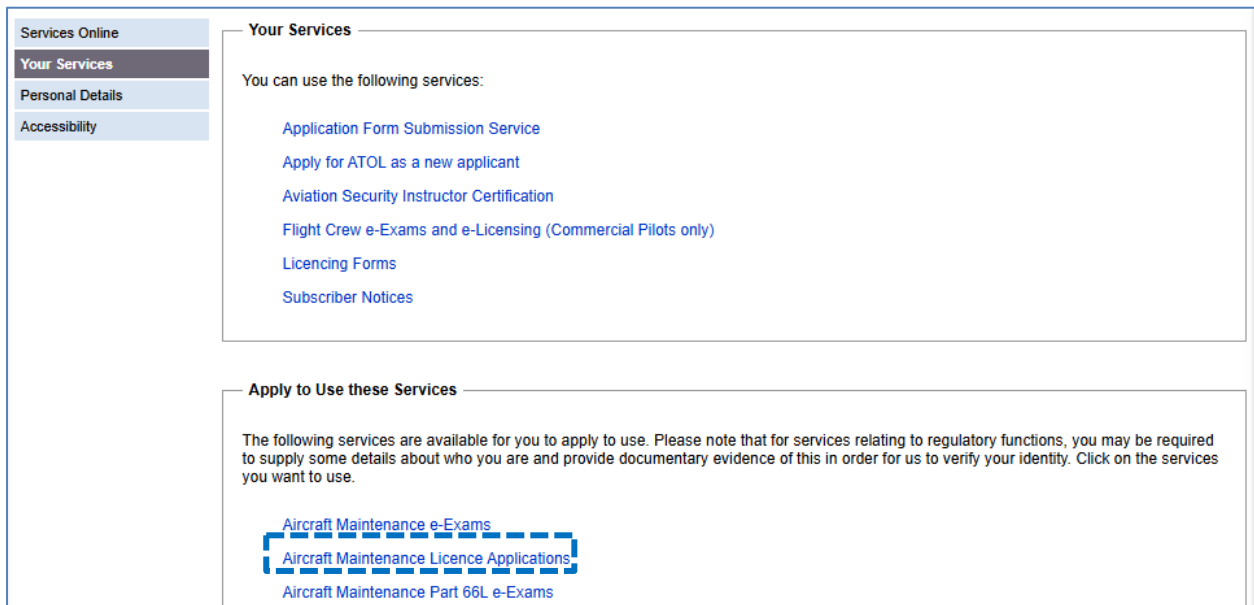 Services Online
Your Services
Personal Details
Accessibility
Your Services
You can use the following services:
Application Form Submission Service
Apply for ATOL as a new applicant
Aviation Security Instructor Certification
Flight Crew e-Exams and e-Licensing (Commercial Pilots only)
Licencing Forms
Subscriber Notices
Apply to Use these Services
The following services are available for you to apply to use. Please note that for services relating to regulatory functions, you may be required
to supply some details about who you are and provide documentary evidence of this in order for us to verify your identity. Click on the services
you want to use.
Aircraft Maintenance e-Exams
Aircraft Maintenance Licence Applications
Aircraft Maintenance Part 66L e-Exams